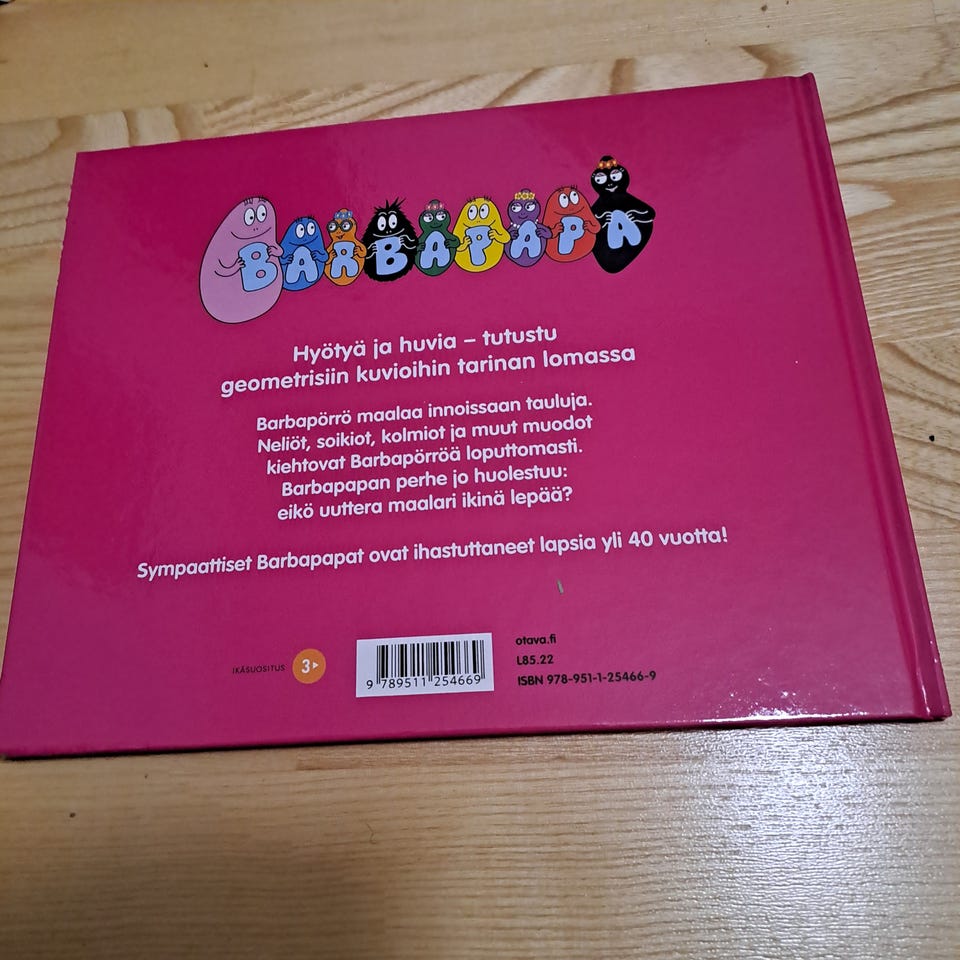 BARBAPAPA
Hyötyä ja huvia – tutustu
geometrisiin kuvioihin tarinan lomassa
Barbapörrö maalaa innoissaan tauluja.
Neliöt, soikiot, kolmiot ja muut muodot
kiehtovat Barbapörröä loputtomasti.
Barbapapan perhe jo huolestuu:
eikö uuttera maalari ikinä lepää?
Sympaattiset Barbapapat ovat ihastuttaneet lapsia yli 40 vuotta!
IKÄSUOSITUS 3
9 789511 254669
otava.fi
L85.22
ISBN 978-951-1-25466-9